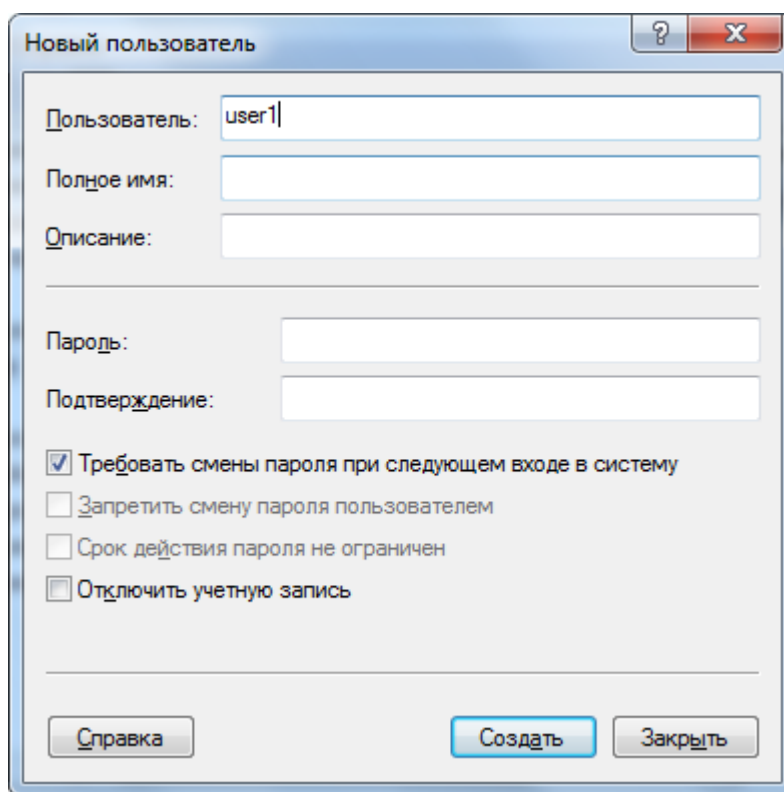 Новый пользователь
Пользователь: user1
Полное имя:
Описание:
Пароль:
Подтверждение:
Требовать смены пароля при следующем входе в систему
Запретить смену пароля пользователем
Срок действия пароля не ограничен
Отключить учетную запись
Справка Создать Закрыть